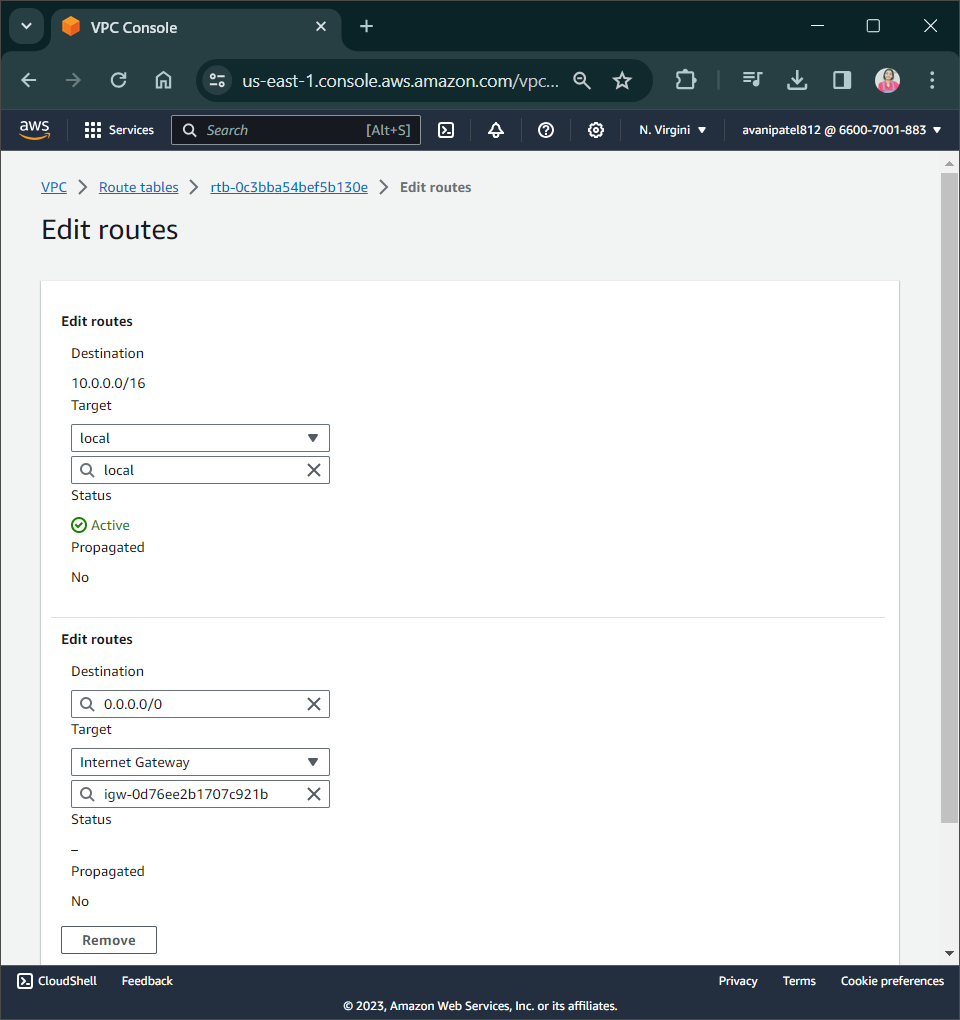 VPC Console
us-east-1.console.aws.amazon.com/vpc...
aws Services Search [Alt+S] N. Virgini avanipatel812 @ 6600-7001-883
VPC Route tables rtb-0c3bba54bef5b130e Edit routes
Edit routes
Edit routes
Destination
10.0.0.0/16
Target
local
local
Status
Active
Propagated
No
Edit routes
Destination
0.0.0.0/0
Target
Internet Gateway
igw-0d76ee2b1707c921b
Status
–
Propagated
No
Remove
CloudShell Feedback Privacy Terms Cookie preferences
© 2023, Amazon Web Services, Inc. or its affiliates.